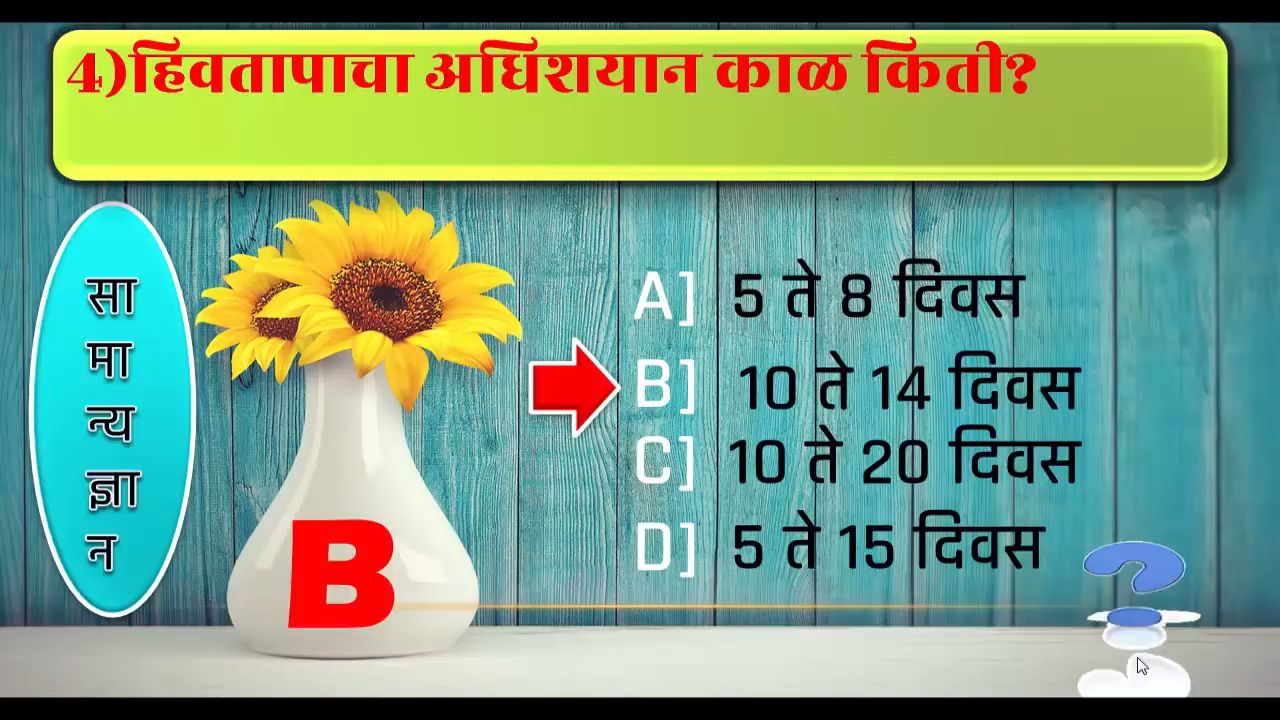 4)हिवतापाचा अधिशयान काळ किती?
सा
मा
न्य
ज्ञा
न
A] 5 ते 8 दिवस
B] 10 ते 14 दिवस
C] 10 ते 20 दिवस
D] 5 ते 15 दिवस
B
?